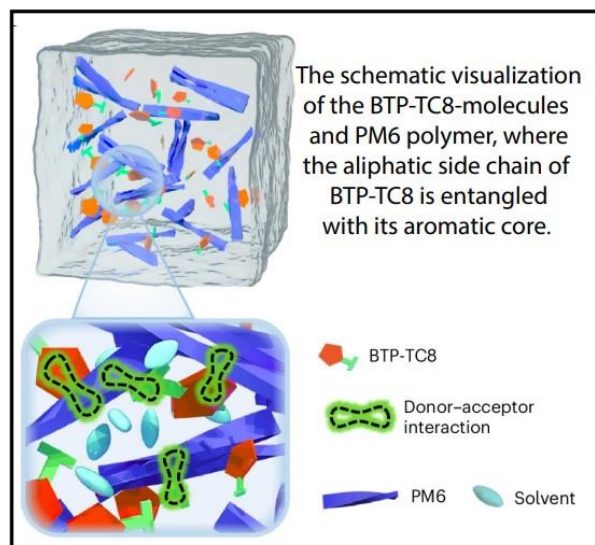 The schematic visualization
of the BTP-TC8-molecules
and PM6 polymer, where
the aliphatic side chain of
BTP-TC8 is entangled
with its aromatic core.
BTP-TC8
Donor–acceptor
interaction
PM6
Solvent